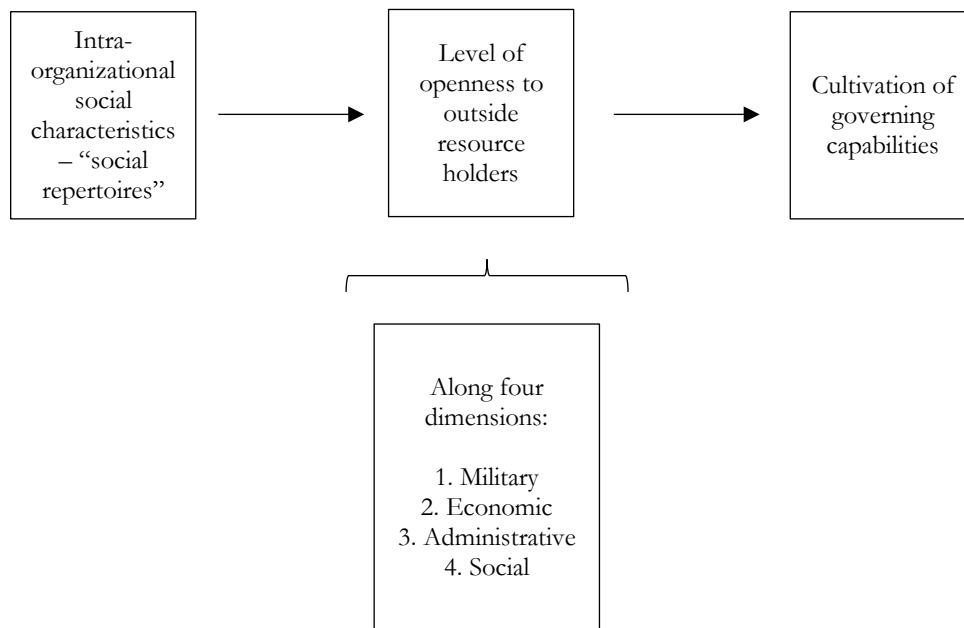 Intra-
organizational
social
characteristics
– “social
repertoires”
Level of
openness to
outside
resource
holders
Cultivation of
governing
capabilities
Along four
dimensions:
1. Military
2. Economic
3. Administrative
4. Social